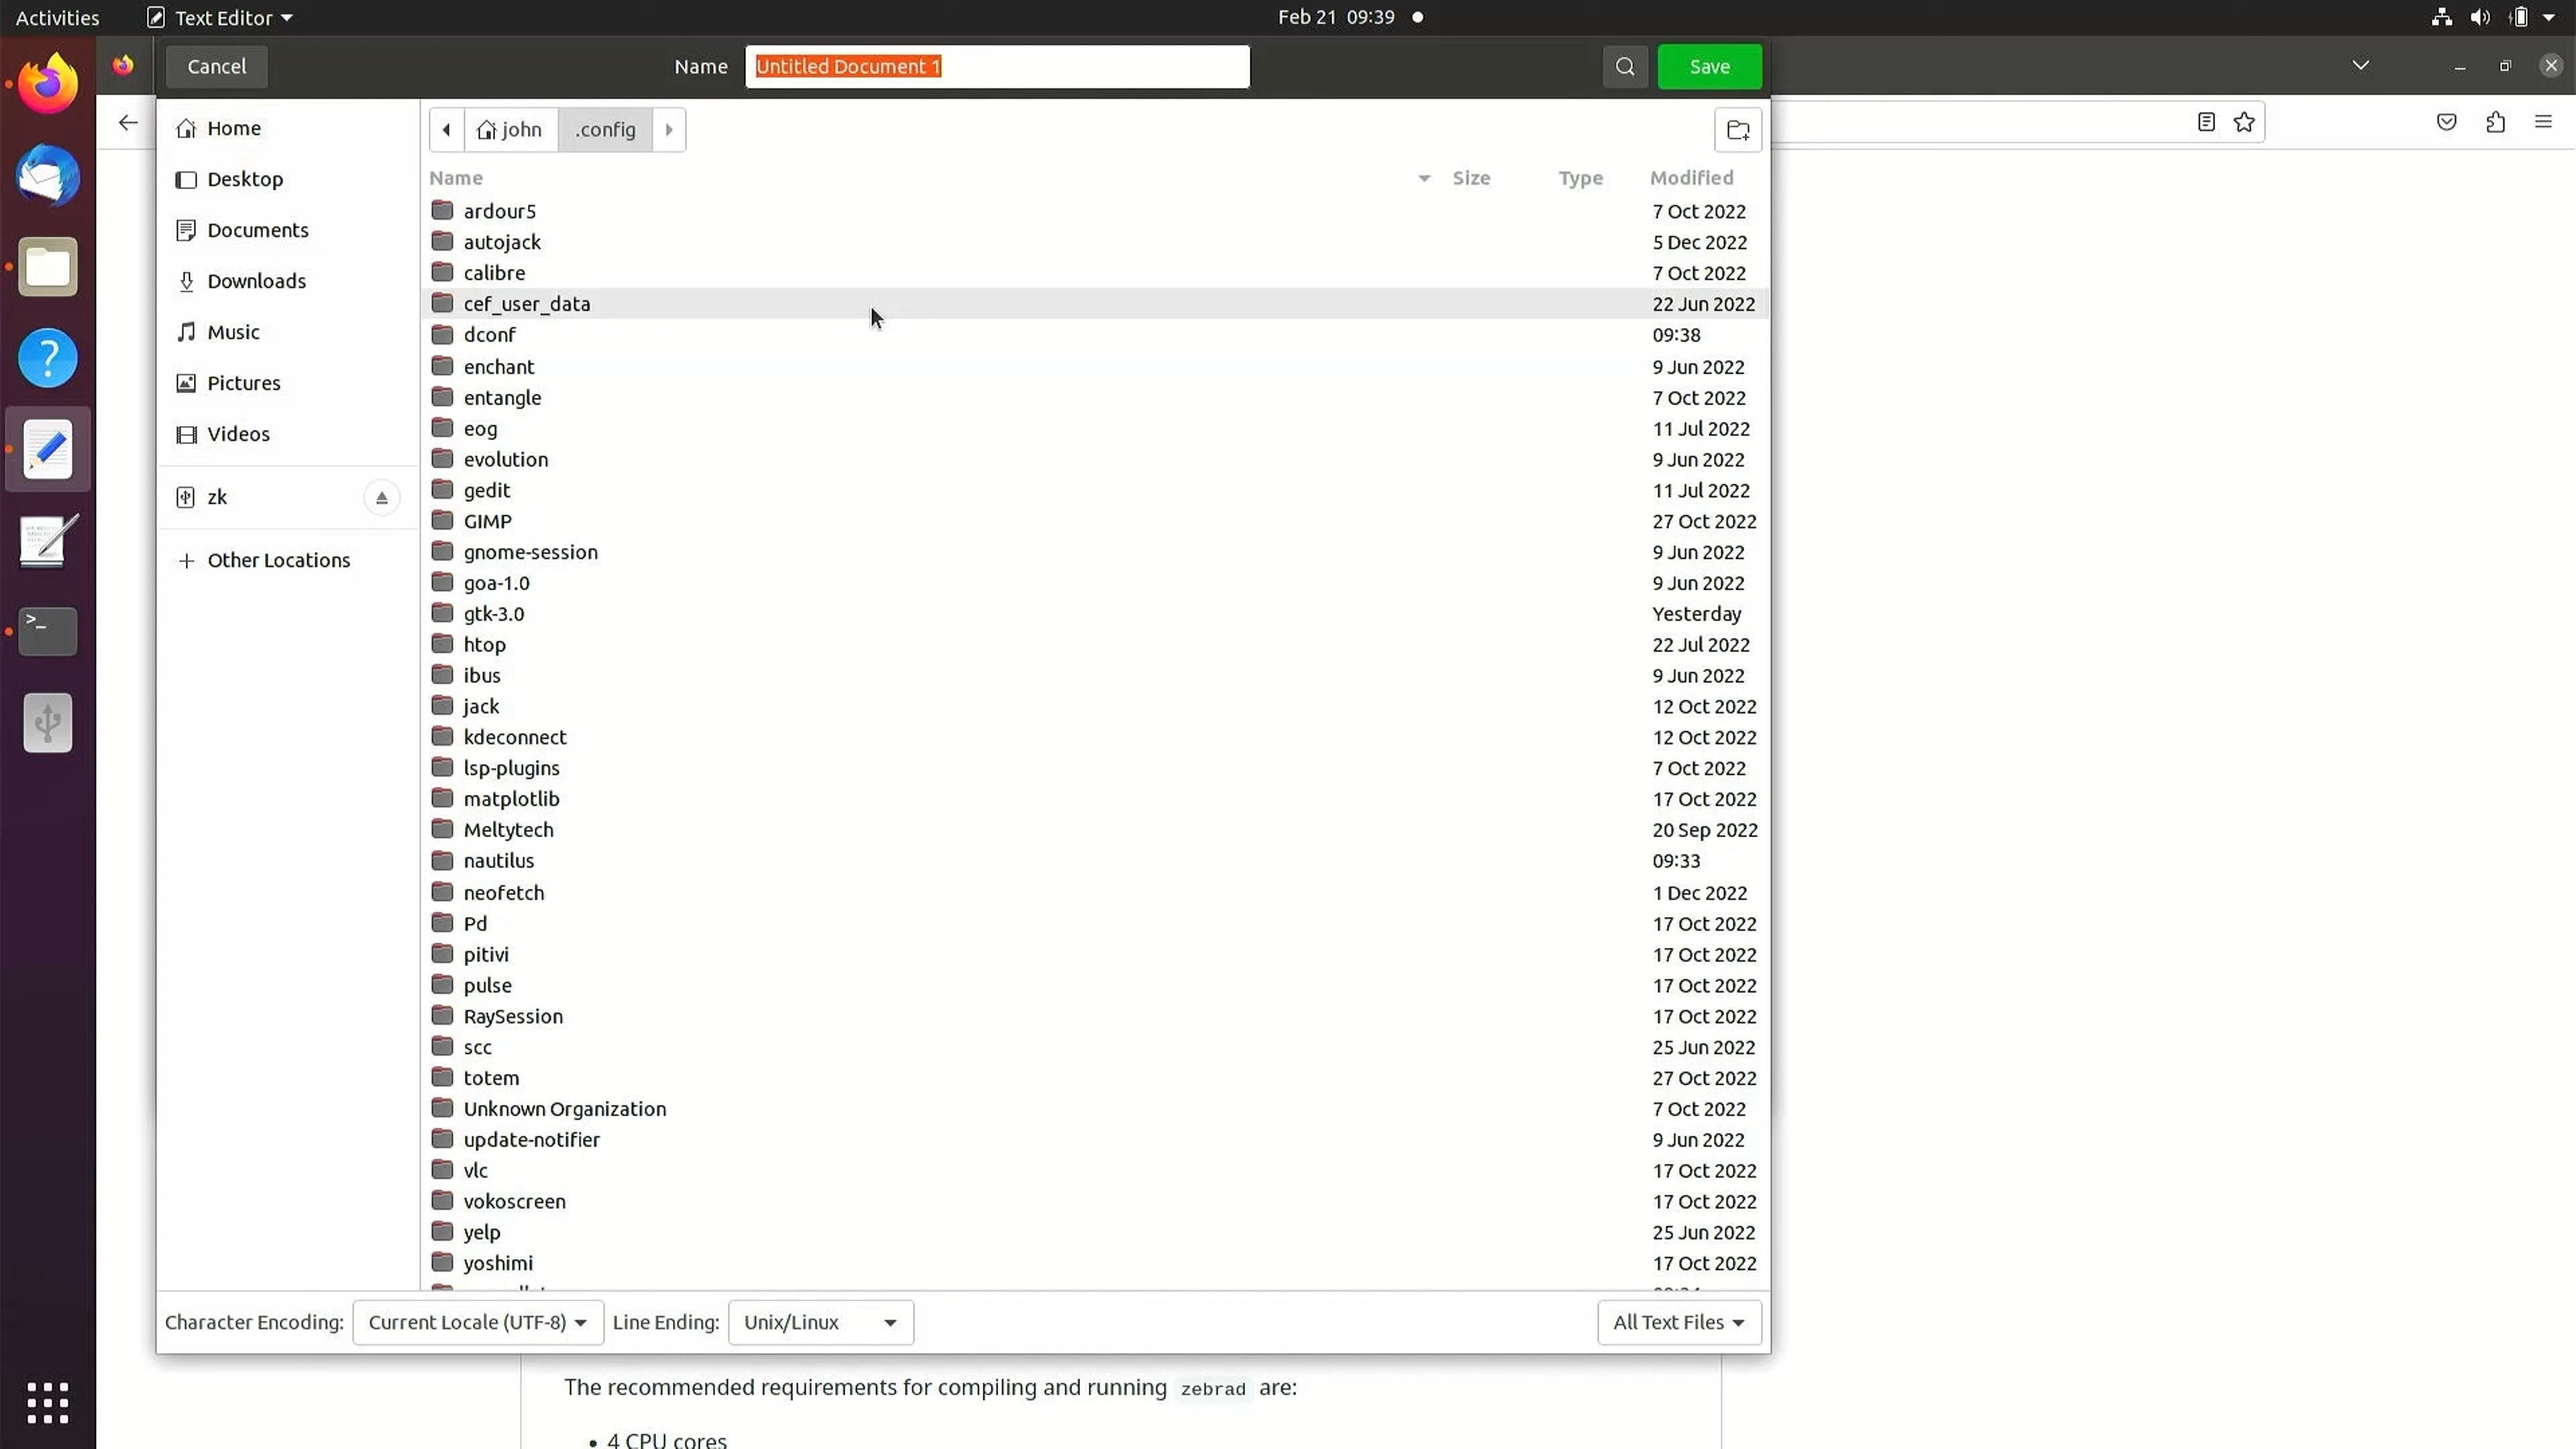 Activities Text Editor Feb 21 09:39
Cancel Name Untitled Document 1 Save
Home
Desktop
Documents
Downloads
Music
Pictures
Videos
zk
Other Locations
john .config
Name Size Type Modified
ardour5 7 Oct 2022
autojack 5 Dec 2022
calibre 7 Oct 2022
cef_user_data 22 Jun 2022
dconf 09:38
enchant 9 Jun 2022
entangle 7 Oct 2022
eog 11 Jul 2022
evolution 9 Jun 2022
gedit 11 Jul 2022
GIMP 27 Oct 2022
gnome-session 9 Jun 2022
goa-1.0 9 Jun 2022
gtk-3.0 Yesterday
htop 22 Jul 2022
ibus 9 Jun 2022
jack 12 Oct 2022
kdeconnect 12 Oct 2022
lsp-plugins 7 Oct 2022
matplotlib 17 Oct 2022
Meltytech 20 Sep 2022
nautilus 09:33
neofetch 1 Dec 2022
Pd 17 Oct 2022
pitivi 17 Oct 2022
pulse 17 Oct 2022
RaySession 17 Oct 2022
scc 25 Jun 2022
totem 27 Oct 2022
Unknown Organization 7 Oct 2022
update-notifier 9 Jun 2022
vlc 17 Oct 2022
vokoscreen 17 Oct 2022
yelp 25 Jun 2022
yoshimi 17 Oct 2022
Character Encoding: Current Locale (UTF-8) Line Ending: Unix/Linux All Text Files
The recommended requirements for compiling and running zebrad are:
• 4 CPU cores